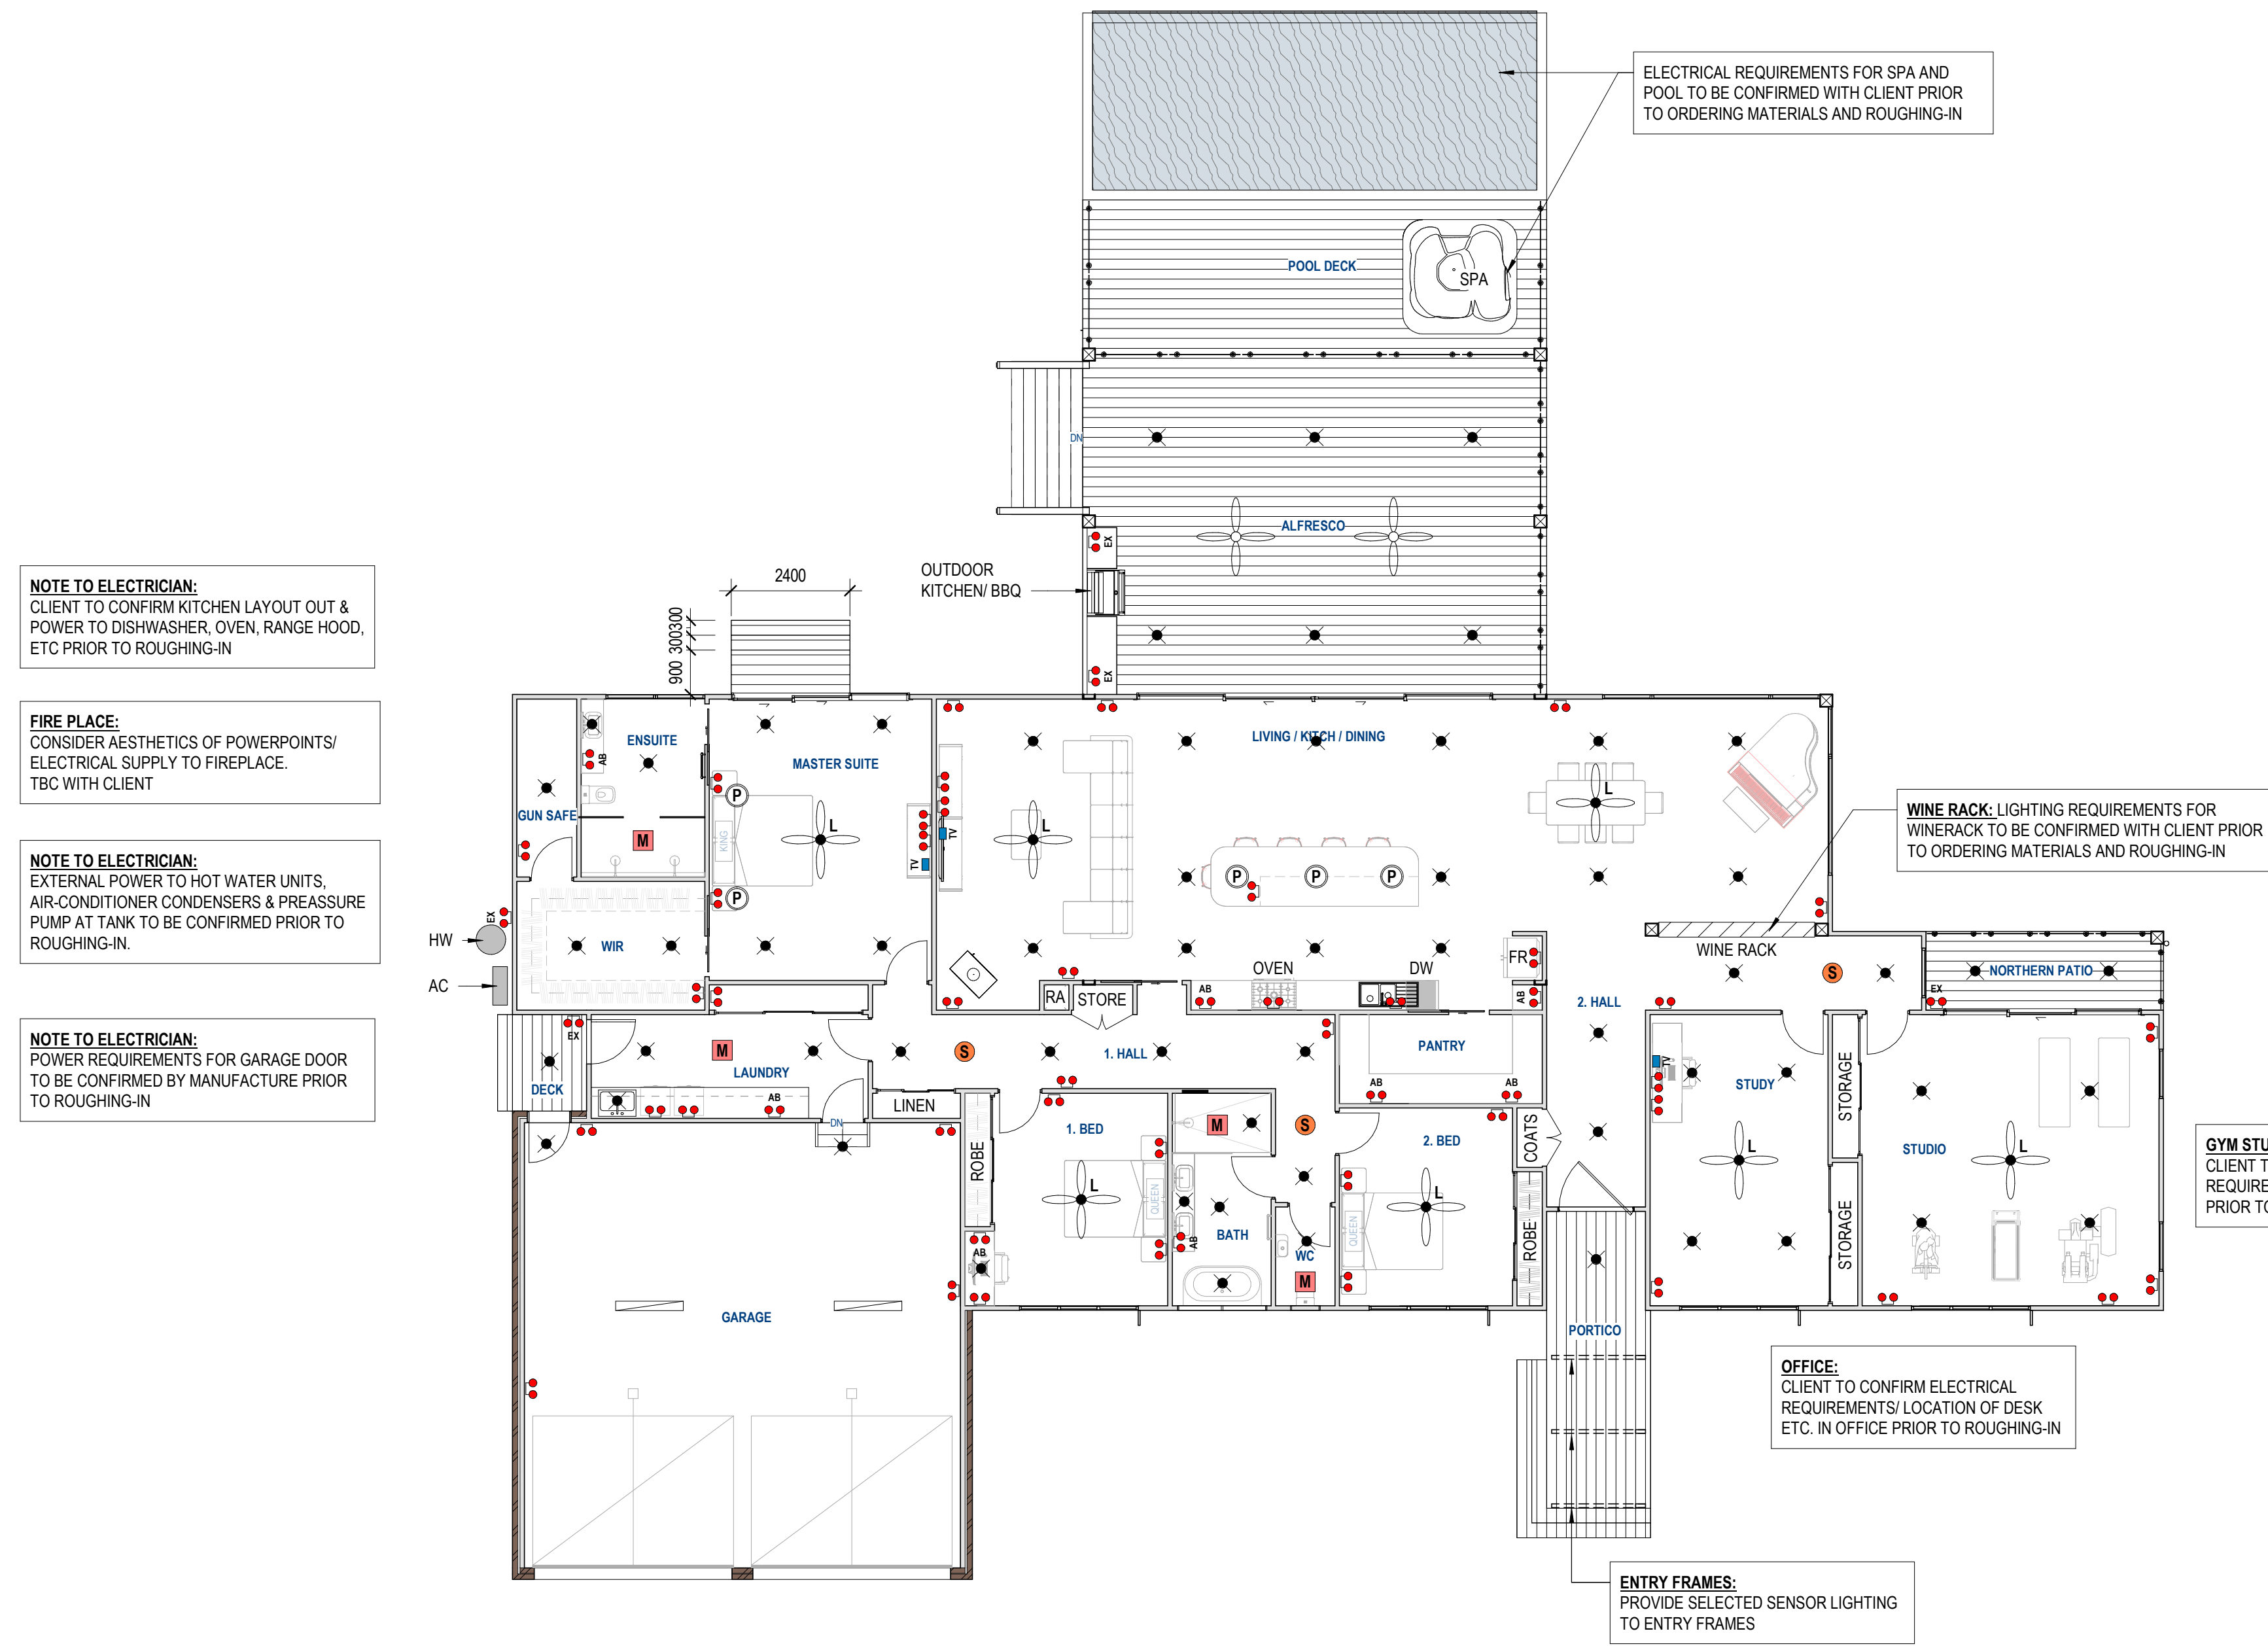 ELECTRICAL REQUIREMENTS FOR SPA AND
POOL TO BE CONFIRMED WITH CLIENT PRIOR
TO ORDERING MATERIALS AND ROUGHING-IN
POOL DECK
SPA
DN
ALFRESCO
EX
EX
OUTDOOR
KITCHEN/ BBQ
2400
300
300
900
NOTE TO ELECTRICIAN:
CLIENT TO CONFIRM KITCHEN LAYOUT OUT &
POWER TO DISHWASHER, OVEN, RANGE HOOD,
ETC PRIOR TO ROUGHING-IN
FIRE PLACE:
CONSIDER AESTHETICS OF POWERPOINTS/
ELECTRICAL SUPPLY TO FIREPLACE.
TBC WITH CLIENT
NOTE TO ELECTRICIAN:
EXTERNAL POWER TO HOT WATER UNITS,
AIR-CONDITIONER CONDENSERS & PREASSURE
PUMP AT TANK TO BE CONFIRMED PRIOR TO
ROUGHING-IN.
NOTE TO ELECTRICIAN:
POWER REQUIREMENTS FOR GARAGE DOOR
TO BE CONFIRMED BY MANUFACTURE PRIOR
TO ROUGHING-IN
HW
AC
EX
ENSUITE
AB
M
GUN SAFE
WIR
MASTER SUITE
P
P
KING
L
TV
TV
L
LIVING / KITCH / DINING
P
P
P
L
WINE RACK: LIGHTING REQUIREMENTS FOR
WINERACK TO BE CONFIRMED WITH CLIENT PRIOR
TO ORDERING MATERIALS AND ROUGHING-IN
WINE RACK
OVEN
DW
FR
AB
AB
RA
STORE
S
NORTHERN PATIO
EX
2. HALL
EX
DECK
M
LAUNDRY
AB
S
1. HALL
LINEN
PANTRY
AB
AB
TV
STUDY
L
STORAGE
STORAGE
STUDIO
L
GYM STU
CLIENT T
REQUIRE
PRIOR TO
DN
ROBE
1. BED
L
QUEEN
AB
M
S
BATH
AB
WC
M
2. BED
L
QUEEN
COATS
ROBE
GARAGE
PORTICO
OFFICE:
CLIENT TO CONFIRM ELECTRICAL
REQUIREMENTS/ LOCATION OF DESK
ETC. IN OFFICE PRIOR TO ROUGHING-IN
ENTRY FRAMES:
PROVIDE SELECTED SENSOR LIGHTING
TO ENTRY FRAMES